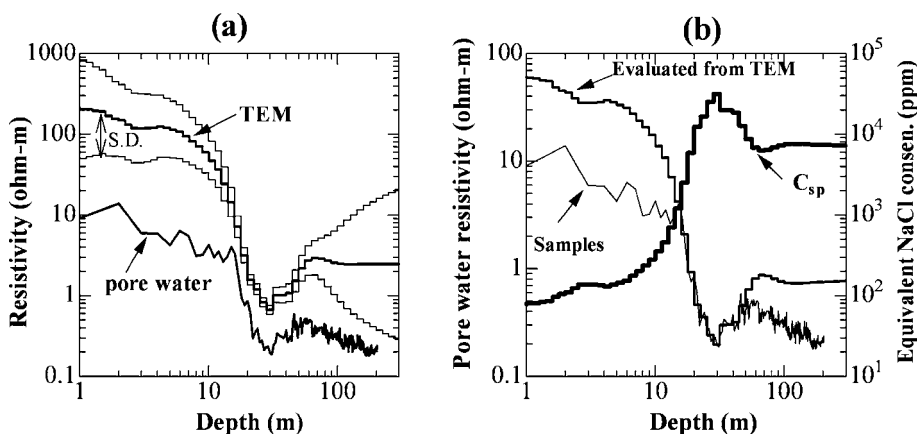 (a)
Resistivity (ohm-m)
1000
100
10
1
0.1
TEM
S.D.
pore water
1
10
100
Depth (m)
(b)
Pore water resistivity (ohm-m)
100
10
1
0.1
Evaluated from TEM
Samples
Csp
1
10
100
Depth (m)
10^5
10^4
10^3
10^2
10^1
Equivalent NaCl consen. (ppm)